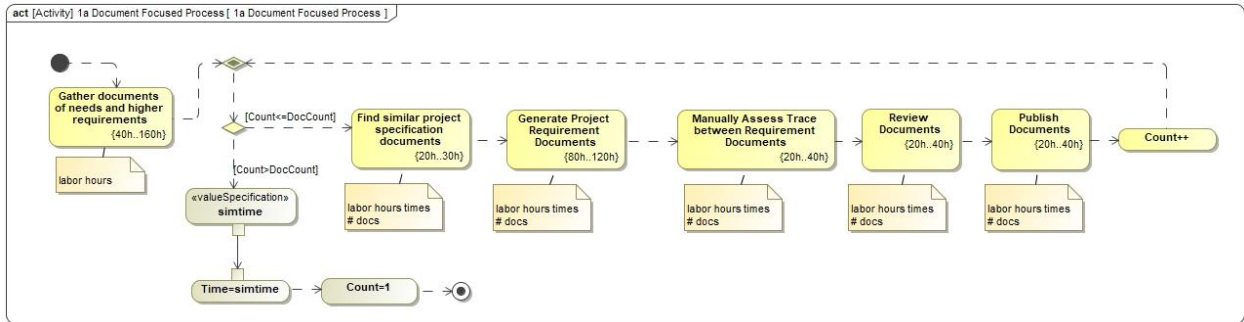 act [Activity] 1a Document Focused Process [ 1a Document Focused Process ]
Gather documents
of needs and higher
requirements
{40h..160h}
labor hours
[Count<=DocCount]
[Count>DocCount]
Find similar project
specification
documents
{20h..30h}
labor hours times
# docs
Generate Project
Requirement
Documents
{80h..120h}
labor hours times
# docs
Manually Assess Trace
between Requirement
Documents
{20h..40h}
labor hours times
# docs
Review
Documents
{20h..40h}
labor hours times
# docs
Publish
Documents
{20h..40h}
labor hours times
# docs
Count++
«valueSpecification»
simtime
Time=simtime
Count=1